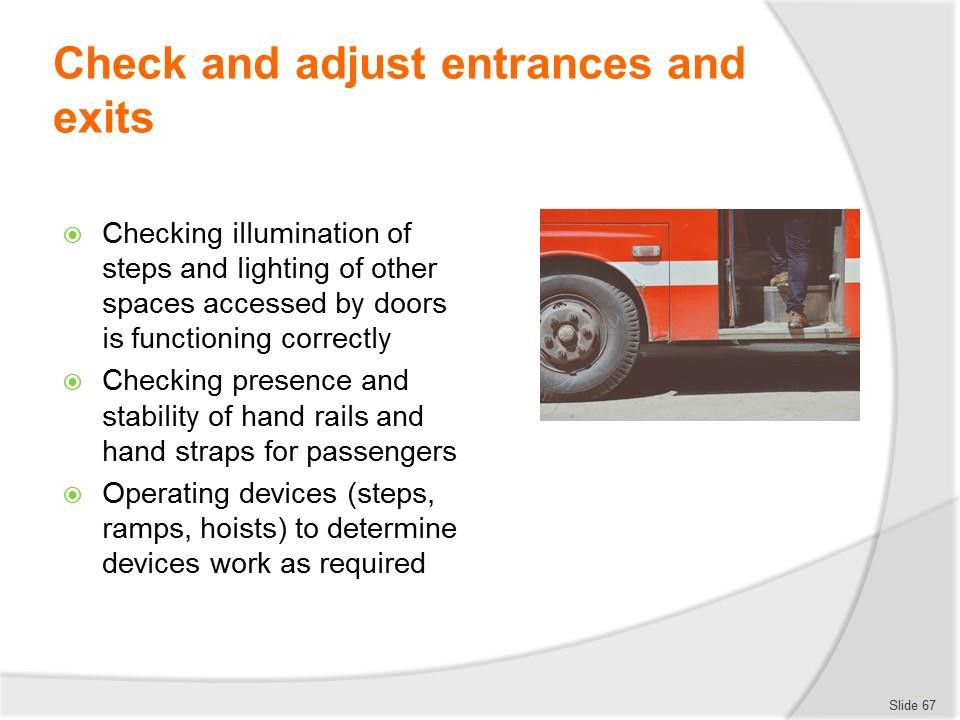 Check and adjust entrances and
exits
Checking illumination of
steps and lighting of other
spaces accessed by doors
is functioning correctly
Checking presence and
stability of hand rails and
hand straps for passengers
Operating devices (steps,
ramps, hoists) to determine
devices work as required
Slide 67